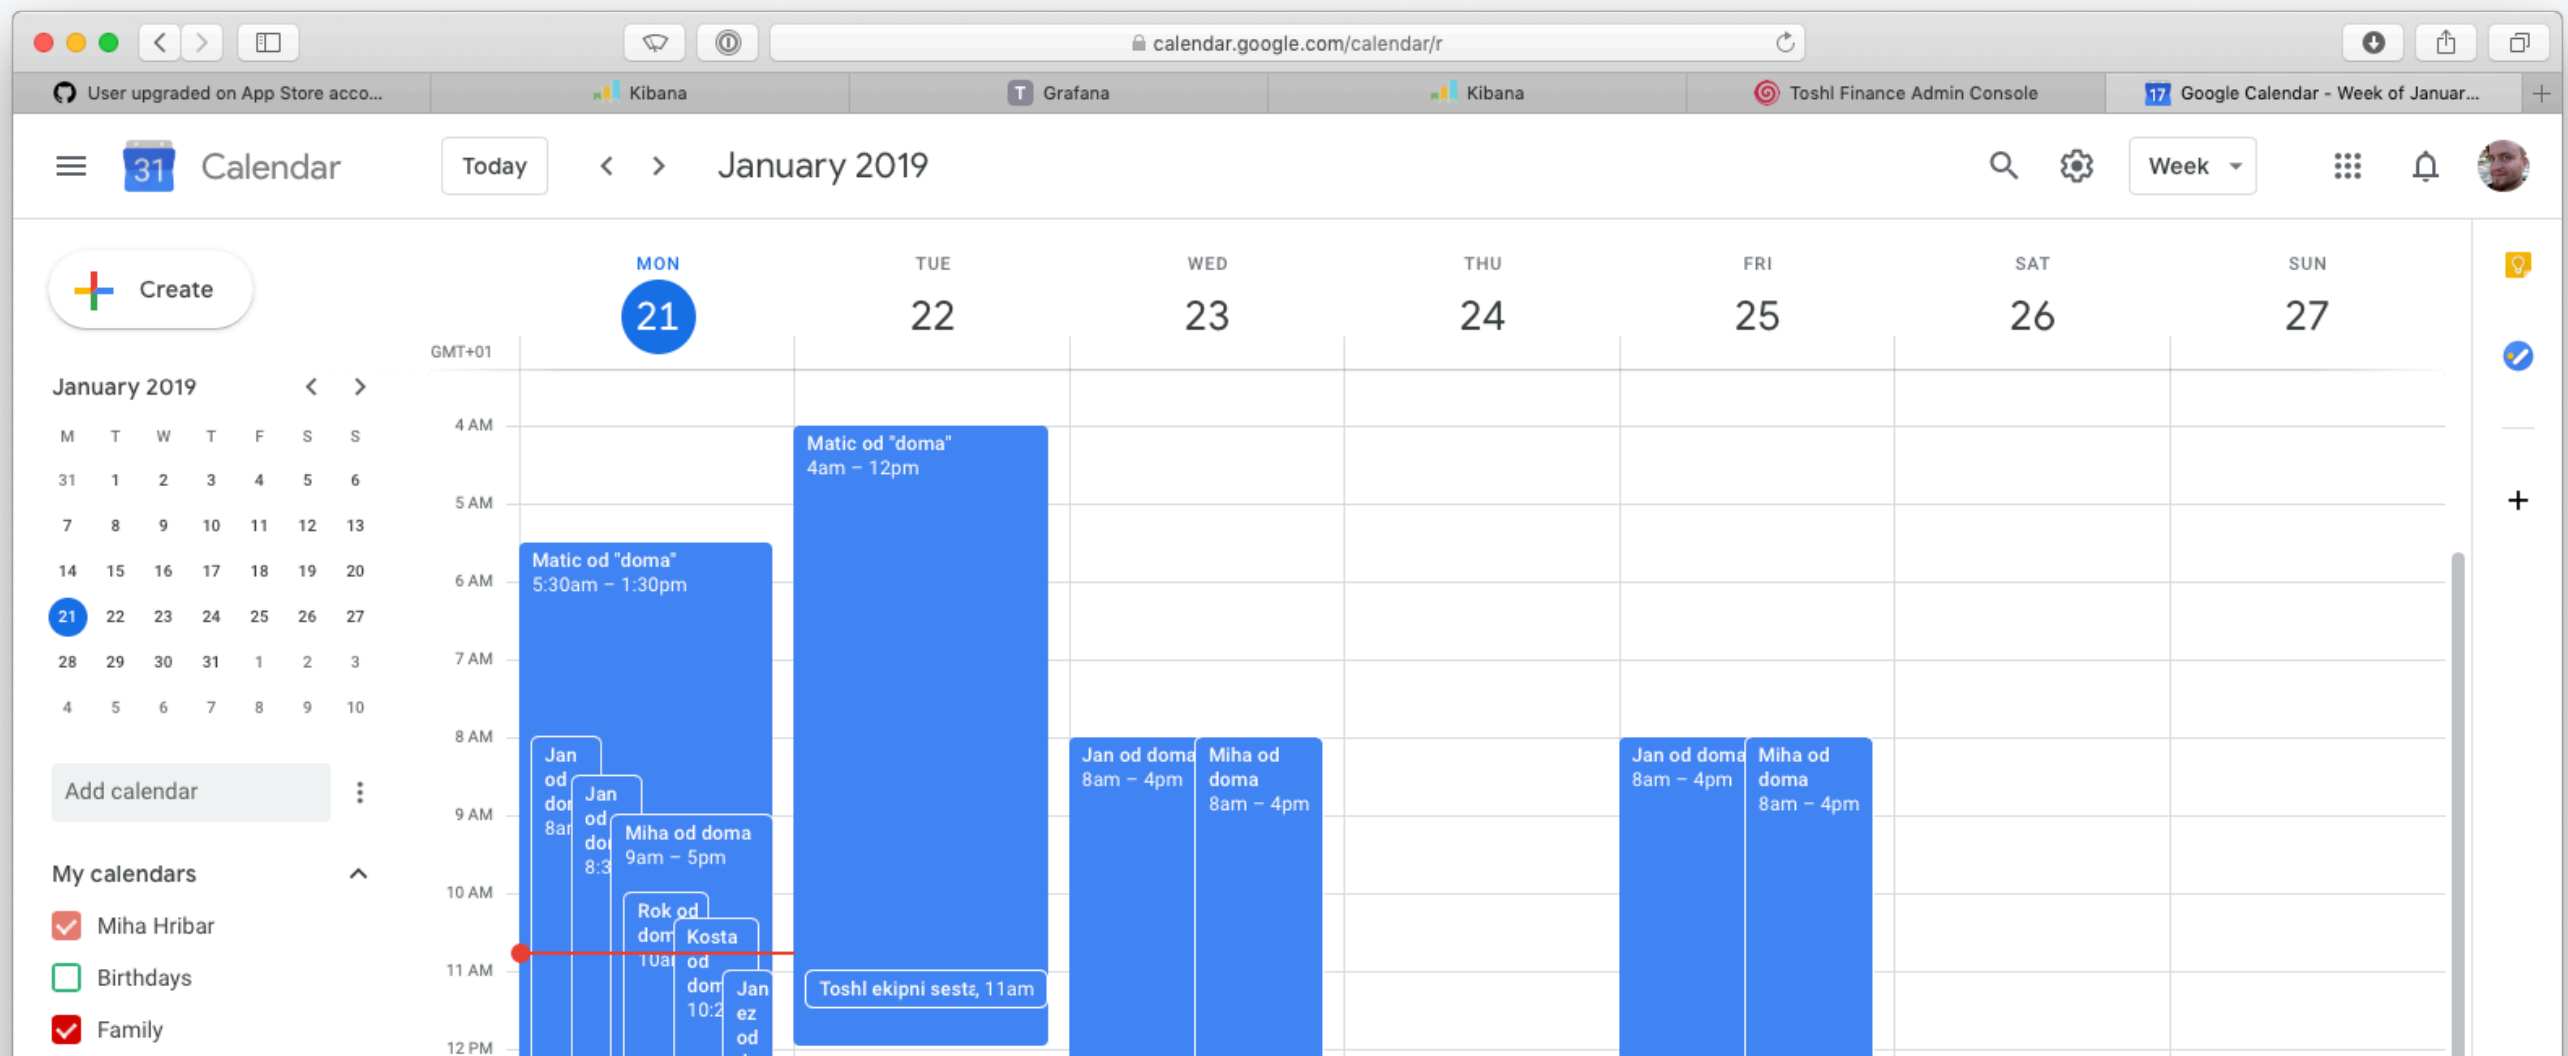 calendar.google.com/calendar/r
User upgraded on App Store acco...
Kibana
T Grafana
Kibana
Toshl Finance Admin Console
17 Google Calendar - Week of Januar...
31 Calendar
Today
January 2019
Week
Create
MON
TUE
WED
THU
FRI
SAT
SUN
21
22
23
24
25
26
27
GMT+01
January 2019
M T W T F S S
31 1 2 3 4 5 6
7 8 9 10 11 12 13
14 15 16 17 18 19 20
21 22 23 24 25 26 27
28 29 30 31 1 2 3
4 5 6 7 8 9 10
Add calendar
My calendars
Miha Hribar
Birthdays
Family
4 AM
5 AM
6 AM
7 AM
8 AM
9 AM
10 AM
11 AM
12 PM
Matic od "doma"
5:30am – 1:30pm
Jan
od
8a
Jan
od
8:3
Miha od doma
9am – 5pm
Rok od
10a
Kosta
od
10:2
Jan
ez
od
Matic od "doma"
4am – 12pm
Toshl ekipni sest, 11am
Jan od doma
8am – 4pm
Miha od
doma
8am – 4pm
Jan od doma
8am – 4pm
Miha od
doma
8am – 4pm